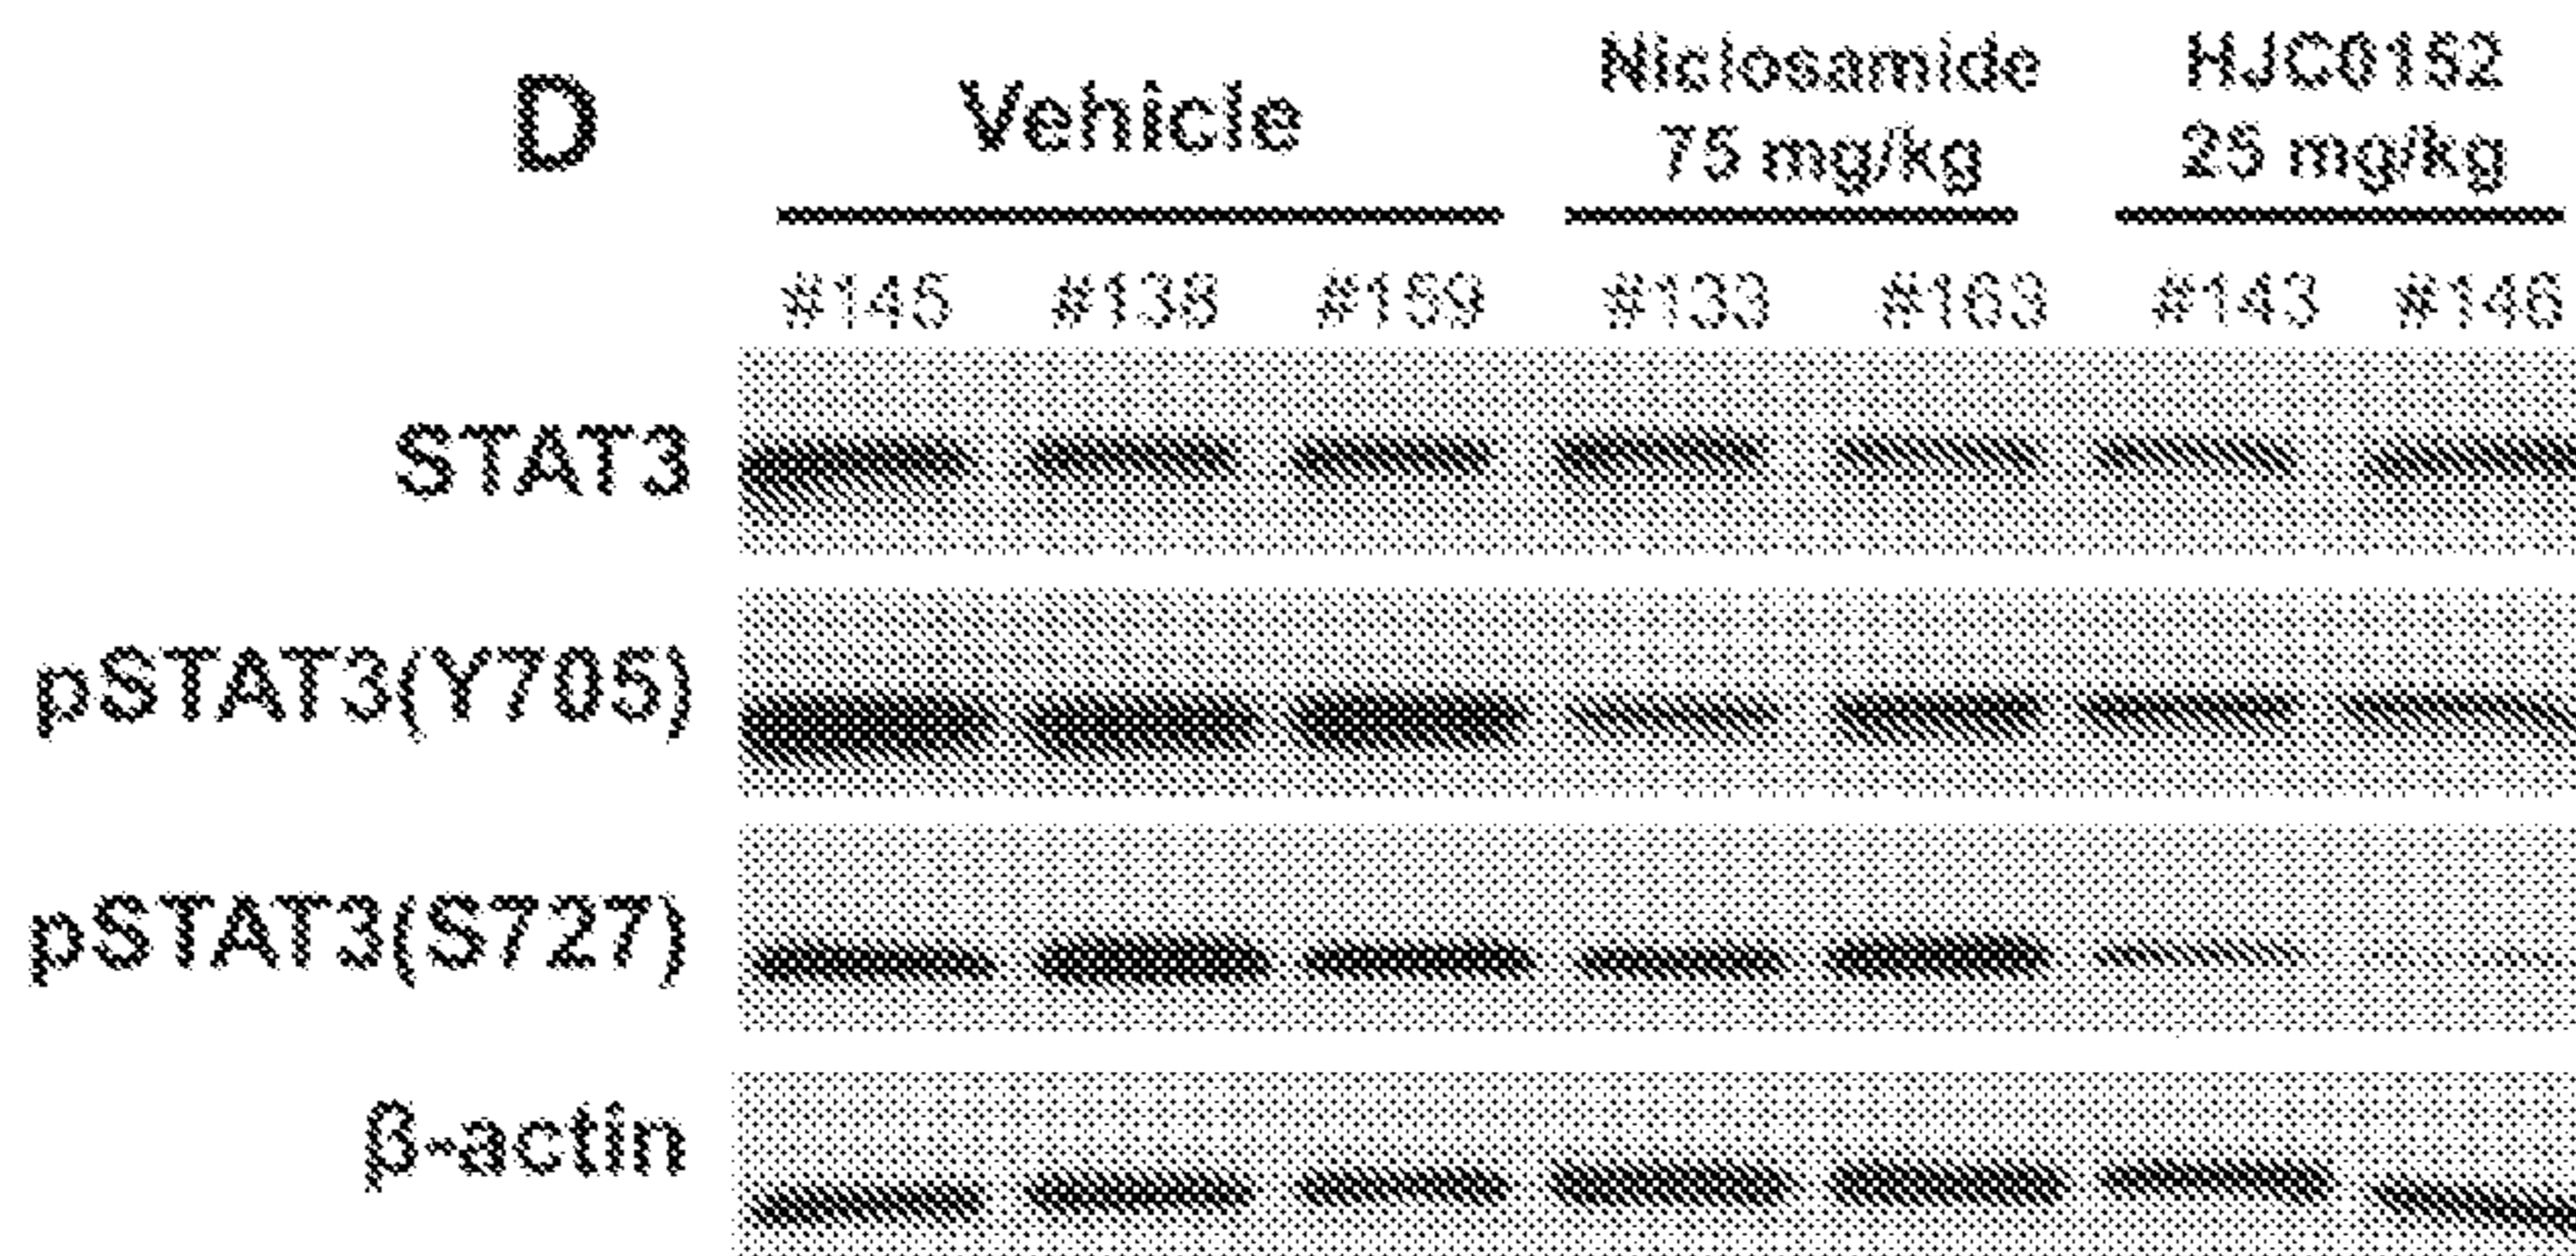 D
Vehicle
Niclosamide
75 mg/kg
HJC0152
25 mg/kg
#145 #138 #159 #133 #163 #143 #146
STAT3
pSTAT3(Y705)
pSTAT3(S727)
β-actin